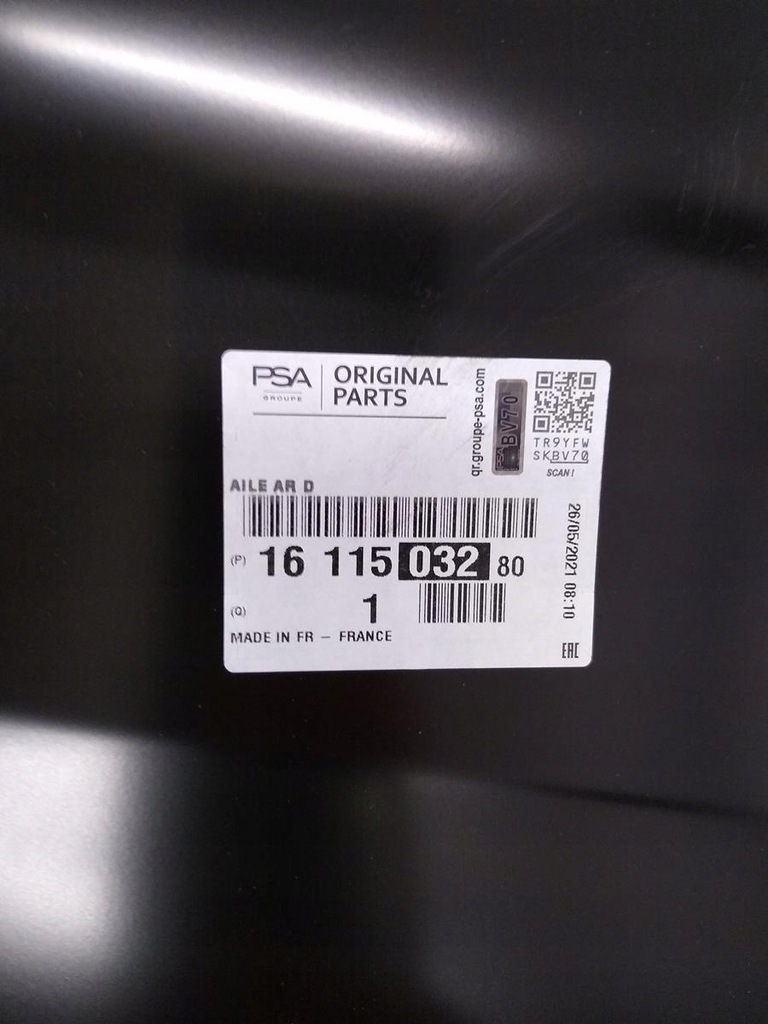 PSA
GROUPE
ORIGINAL
PARTS
qr.groupe-psa.com
PSA BV70
TR9YFW
SKBV70
SCAN!
AILE AR D
(P) 16 115 032 80
(Q) 1
MADE IN FR – FRANCE
26/05/2021 08:10
EAC